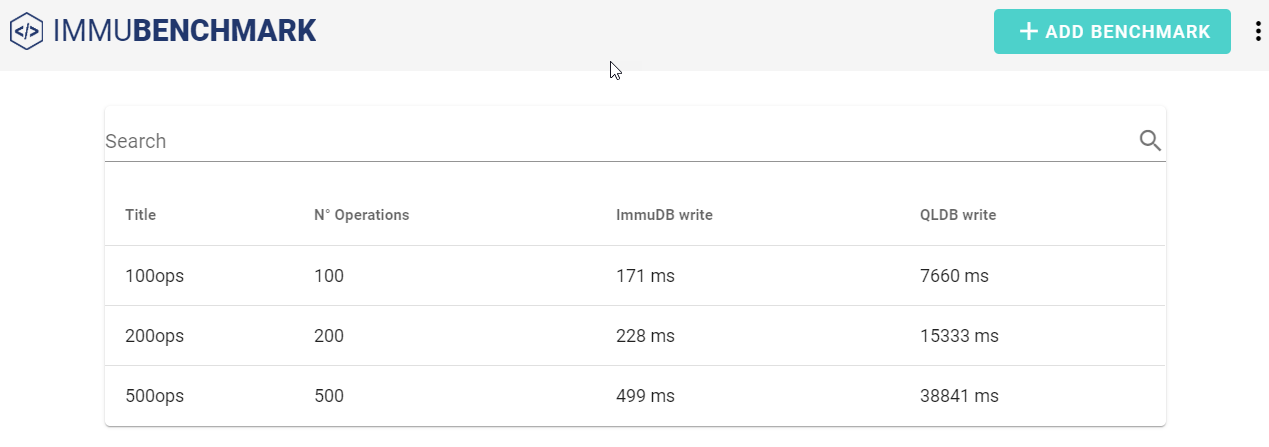 </> IMMUBENCHMARK
+ ADD BENCHMARK
Search
Title N° Operations ImmuDB write QLDB write
100ops 100 171 ms 7660 ms
200ops 200 228 ms 15333 ms
500ops 500 499 ms 38841 ms